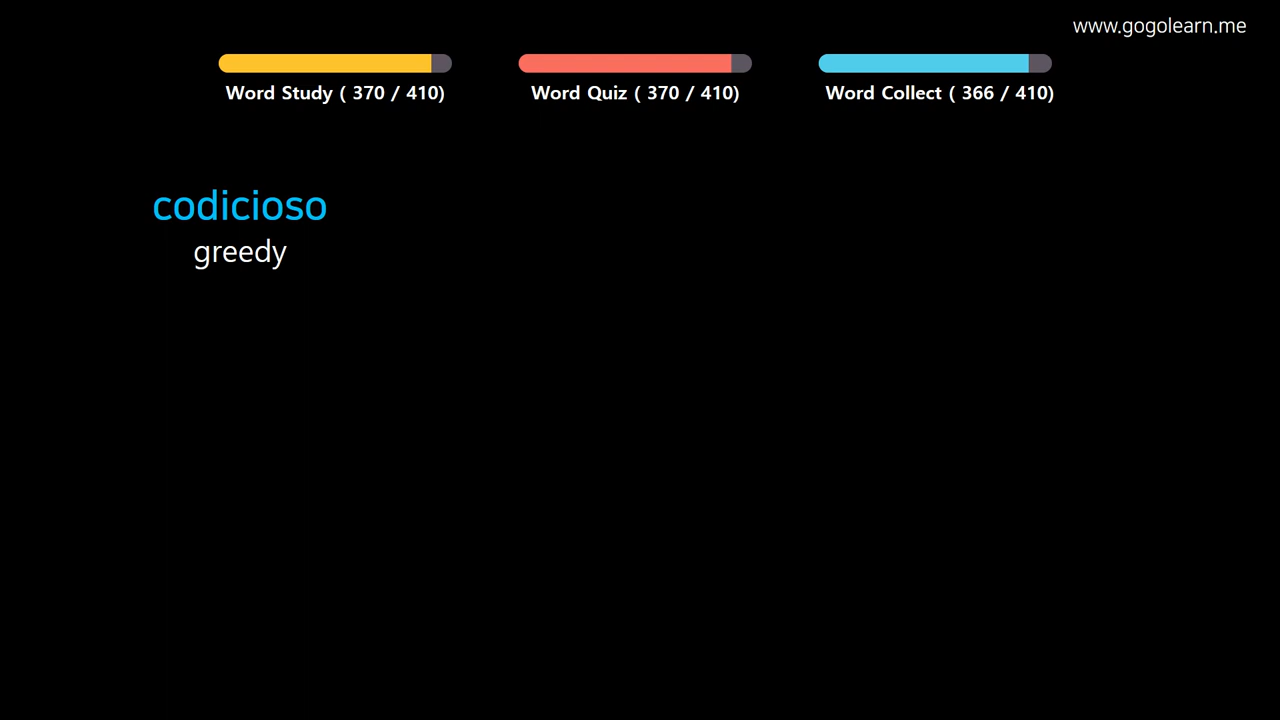 www.gogolearn.me
Word Study ( 370 / 410)
Word Quiz ( 370 / 410)
Word Collect ( 366 / 410)
codicioso
greedy